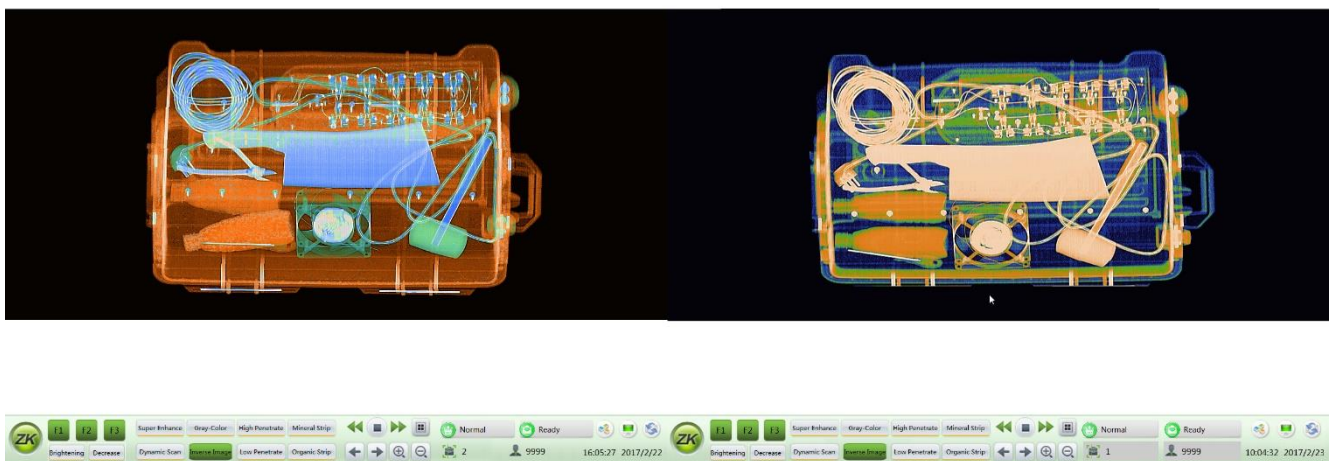 ZK F1 F2 F3 Super Enhance Gray-Color High Penetrate Mineral Strip Normal Ready
Brightening Decrease Dynamic Scan Inverse Image Low Penetrate Organic Strip 2 9999 16:05:27 2017/2/22
ZK F1 F2 F3 Super Enhance Gray-Color High Penetrate Mineral Strip Normal Ready
Brightening Decrease Dynamic Scan Inverse Image Low Penetrate Organic Strip 1 9999 10:04:32 2017/2/23